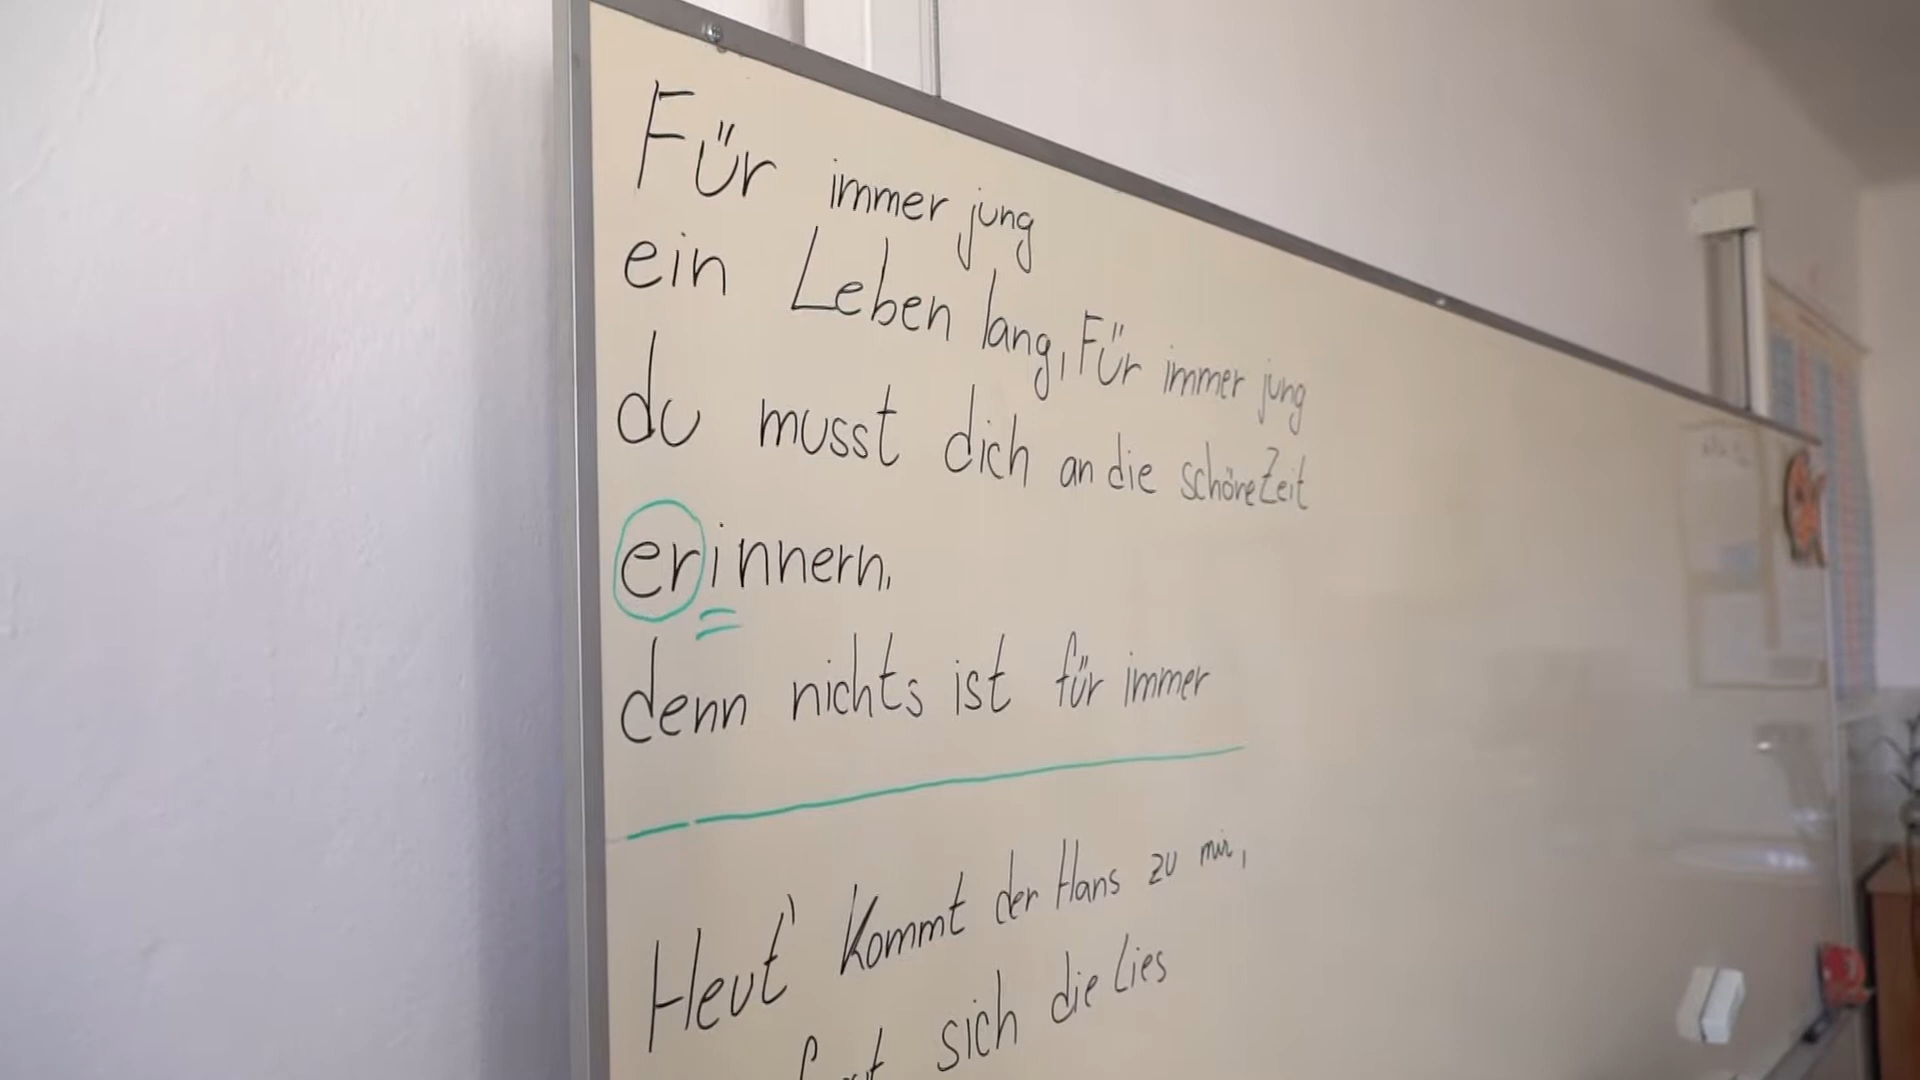 Für immer jung
ein Leben lang, Für immer jung
du musst dich an die schöne Zeit
erinnern,
denn nichts ist für immer
Heut' kommt der Hans zu mir,
sich die Lies